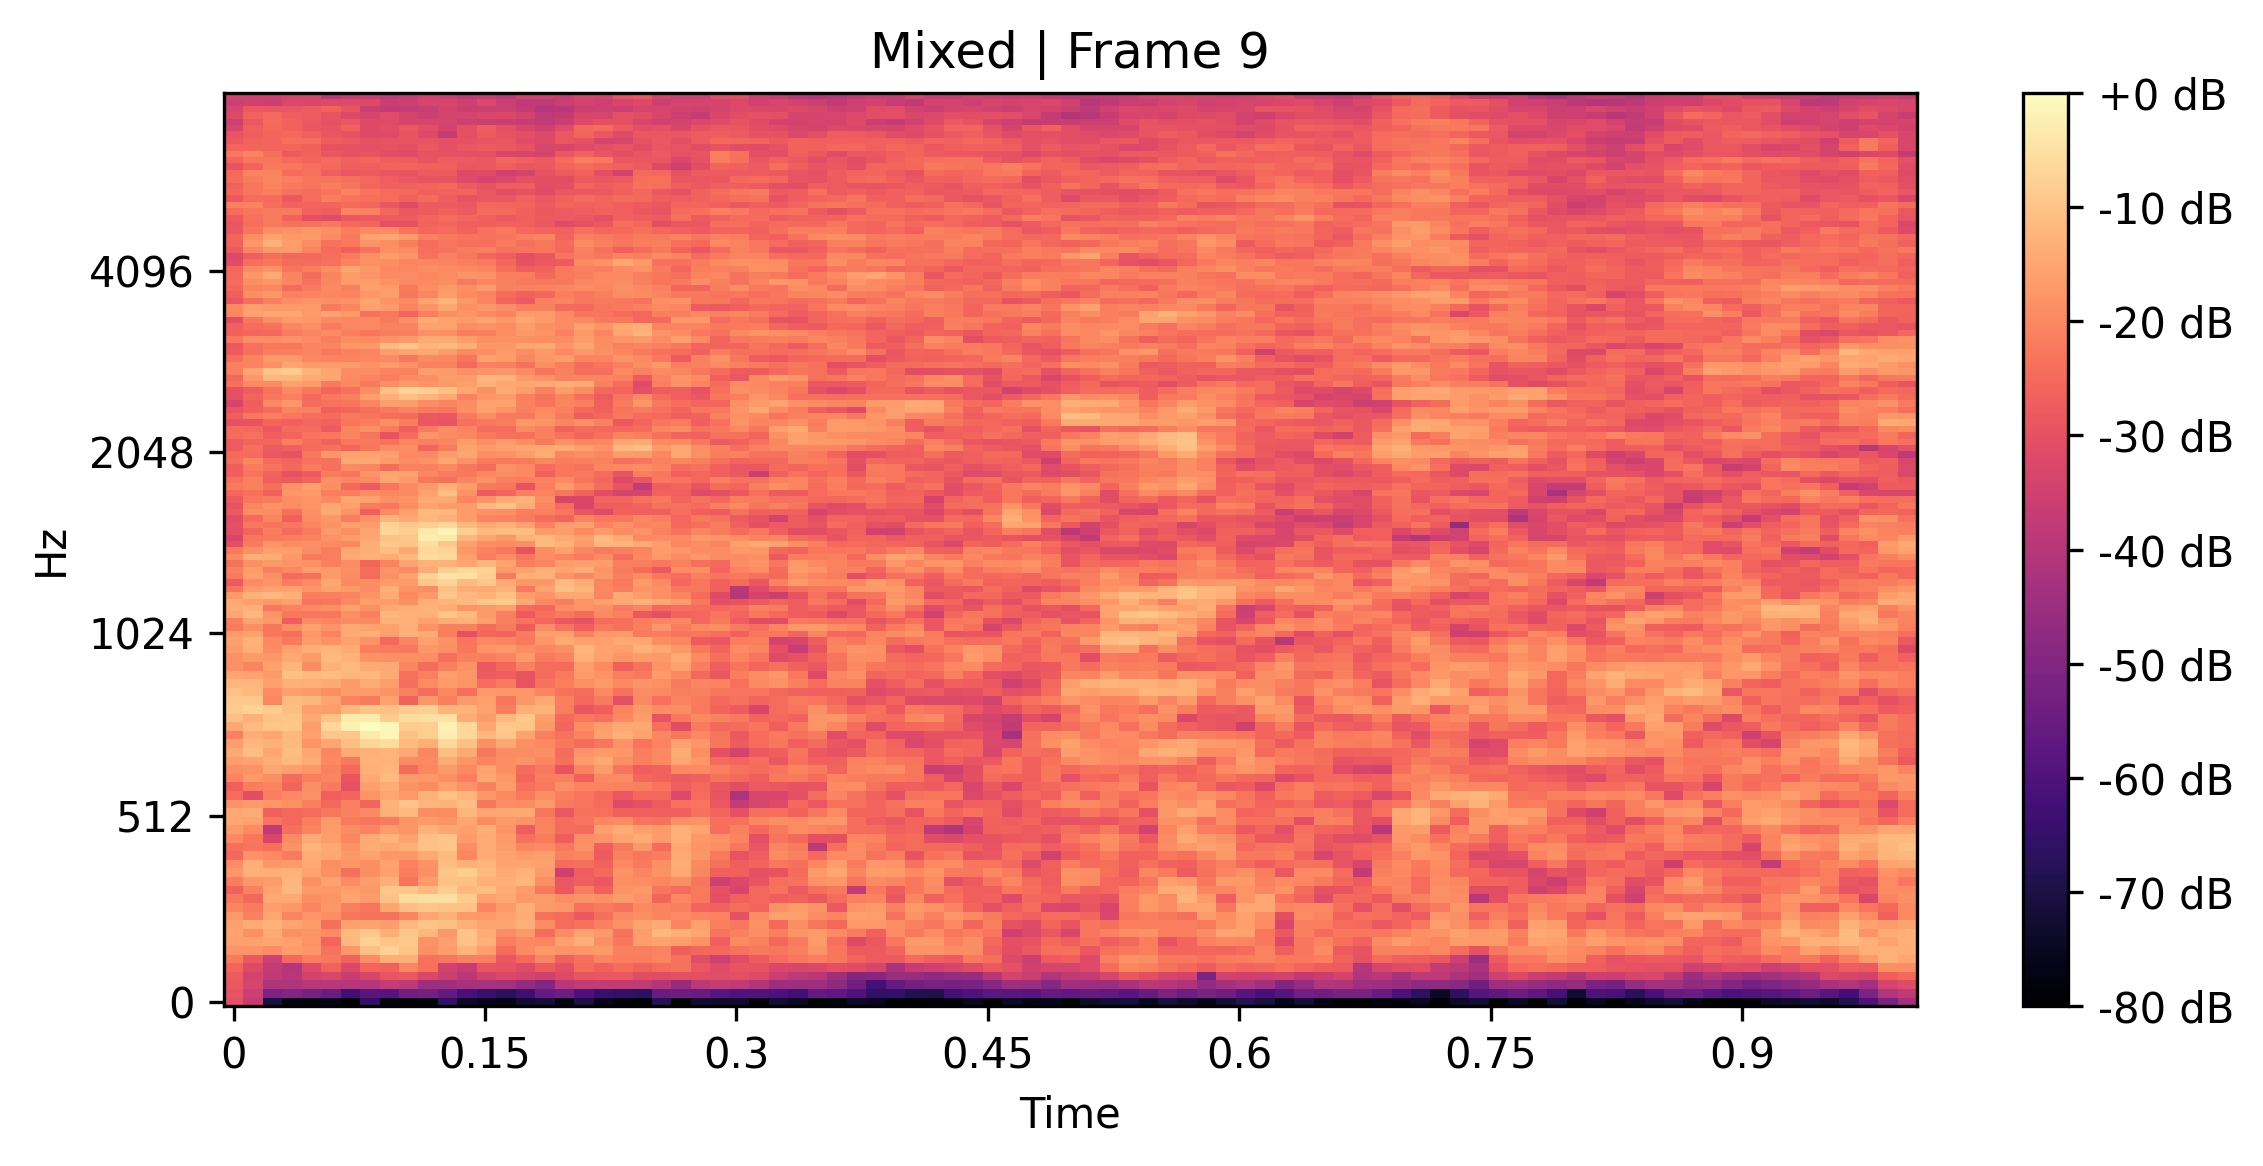 Mixed | Frame 9
+0 dB
-10 dB
-20 dB
-30 dB
-40 dB
-50 dB
-60 dB
-70 dB
-80 dB
Hz
4096
2048
1024
512
0
0 0.15 0.3 0.45 0.6 0.75 0.9
Time